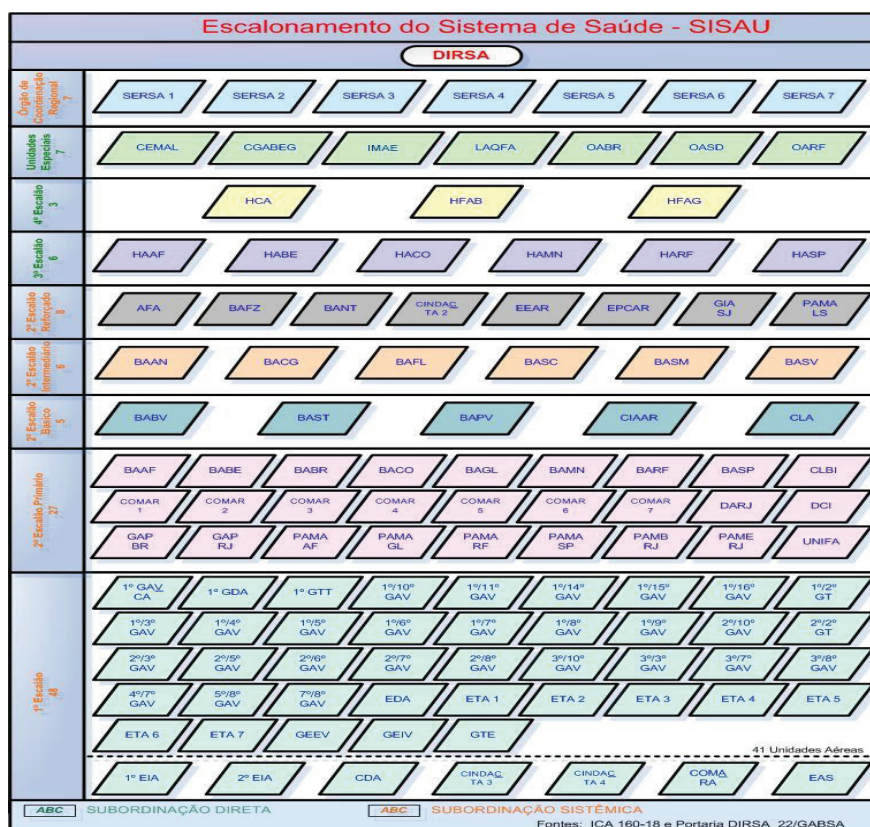 Escalonamento do Sistema de Saúde - SISAU
DIRSA
Órgão de
Coordenação
Regional
7
SERSA 1 SERSA 2 SERSA 3 SERSA 4 SERSA 5 SERSA 6 SERSA 7
Unidades
Especiais
7
CEMAL CGABEG IMAE LAQFA OABR OASD OARF
4º Escalão
3
HCA HFAB HFAG
3º Escalão
6
HAAF HABE HACO HAMN HARF HASP
2º Escalão
Reforçado
8
AFA BAFZ BANT CINDAC
TA 2 EEAR EPCAR GIA
SJ PAMA
LS
2º Escalão
Intermediário
6
BAAN BACG BAFL BASC BASM BASV
2º Escalão
Básico
5
BABV BAST BAPV CIAAR CLA
2º Escalão Primário
27
BAAF BABE BABR BACO BAGL BAMN BARF BASP CLBI
COMAR
1 COMAR
2 COMAR
3 COMAR
4 COMAR
5 COMAR
6 COMAR
7 DARJ DCI
GAP
BR GAP
RJ PAMA
AF PAMA
GL PAMA
RF PAMA
SP PAMB
RJ PAME
RJ UNIFA
1º Escalão
48
1º GAV
CA 1º GDA 1º GTT 1º/10º
GAV 1º/11º
GAV 1º/14º
GAV 1º/15º
GAV 1º/16º
GAV 1º/2º
GT
1º/3º
GAV 1º/4º
GAV 1º/5º
GAV 1º/6º
GAV 1º/7º
GAV 1º/8º
GAV 1º/9º
GAV 2º/10º
GAV 2º/2º
GT
2º/3º
GAV 2º/5º
GAV 2º/6º
GAV 2º/7º
GAV 2º/8º
GAV 3º/10º
GAV 3º/3º
GAV 3º/7º
GAV 3º/8º
GAV
4º/7º
GAV 5º/8º
GAV 7º/8º
GAV EDA ETA 1 ETA 2 ETA 3 ETA 4 ETA 5
ETA 6 ETA 7 GEEV GEIV GTE
41 Unidades Aéreas
1º EIA 2º EIA CDA CINDAC
TA 3 CINDAC
TA 4 COMA
RA EAS
ABC SUBORDINAÇÃO DIRETA ABC SUBORDINAÇÃO SISTÊMICA
Fontes: ICA 160-18 e Portaria DIRSA 22/GABSA